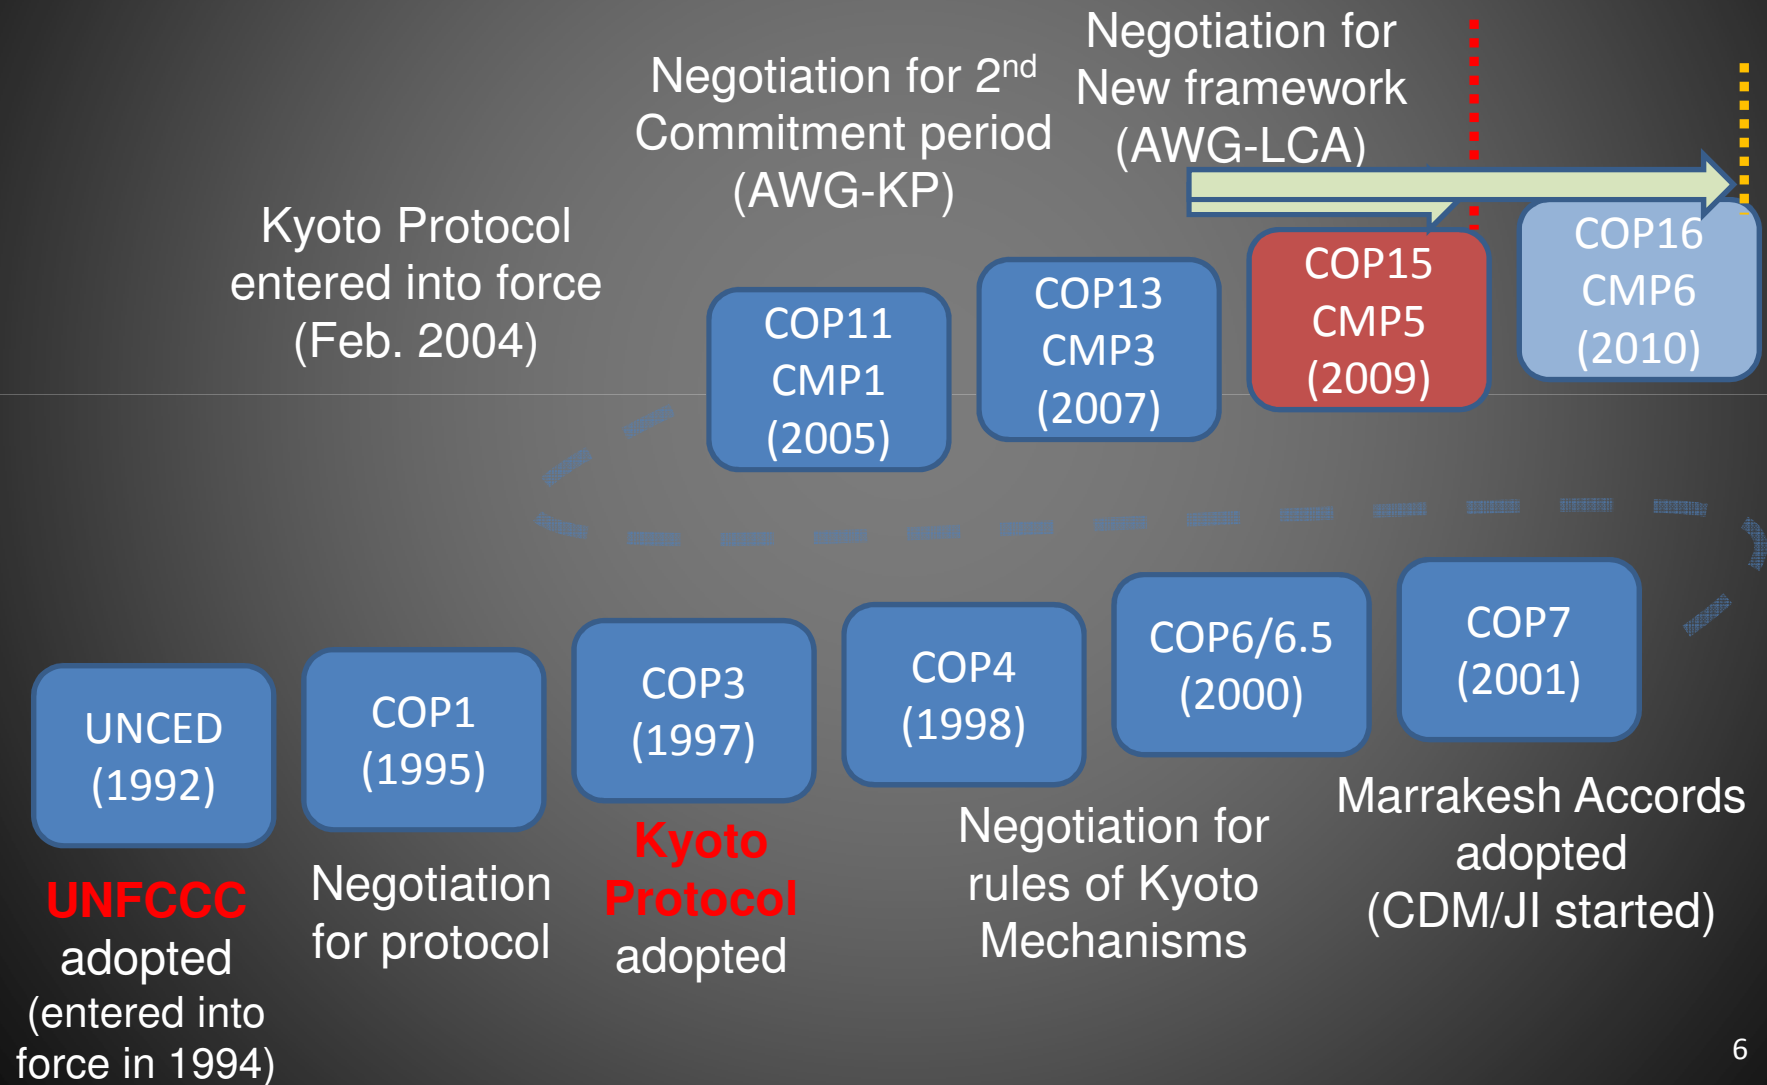 Negotiation for
New framework
(AWG-LCA)
Negotiation for 2nd
Commitment period
(AWG-KP)
Kyoto Protocol
entered into force
(Feb. 2004)
COP11
CMP1
(2005)
COP13
CMP3
(2007)
COP15
CMP5
(2009)
COP16
CMP6
(2010)
UNCED
(1992)
COP1
(1995)
COP3
(1997)
COP4
(1998)
COP6/6.5
(2000)
COP7
(2001)
UNFCCC
adopted
(entered into
force in 1994)
Negotiation
for protocol
Kyoto
Protocol
adopted
Negotiation for
rules of Kyoto
Mechanisms
Marrakesh Accords
adopted
(CDM/JI started)
6